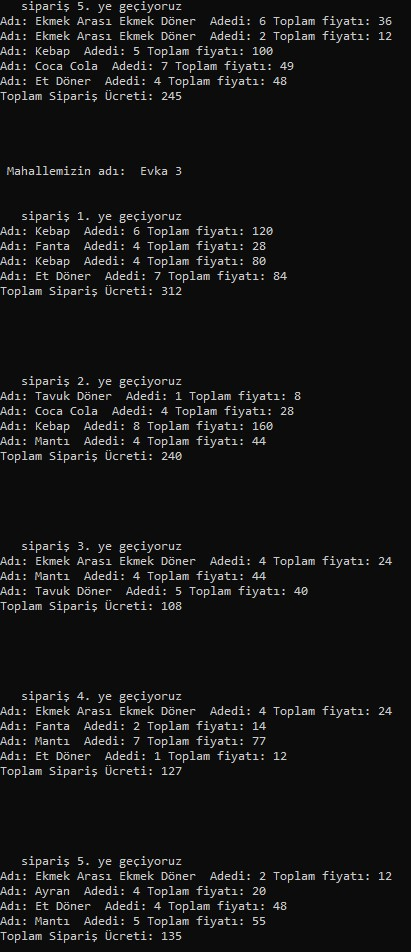 sipariş 5. ye geçiyoruz
Adı: Ekmek Arası Ekmek Döner  Adedi: 6 Toplam fiyatı: 36
Adı: Ekmek Arası Ekmek Döner  Adedi: 2 Toplam fiyatı: 12
Adı: Kebap  Adedi: 5 Toplam fiyatı: 100
Adı: Coca Cola  Adedi: 7 Toplam fiyatı: 49
Adı: Et Döner  Adedi: 4 Toplam fiyatı: 48
Toplam Sipariş Ücreti: 245
Mahallemizin adı:  Evka 3
sipariş 1. ye geçiyoruz
Adı: Kebap  Adedi: 6 Toplam fiyatı: 120
Adı: Fanta  Adedi: 4 Toplam fiyatı: 28
Adı: Kebap  Adedi: 4 Toplam fiyatı: 80
Adı: Et Döner  Adedi: 7 Toplam fiyatı: 84
Toplam Sipariş Ücreti: 312
sipariş 2. ye geçiyoruz
Adı: Tavuk Döner  Adedi: 1 Toplam fiyatı: 8
Adı: Coca Cola  Adedi: 4 Toplam fiyatı: 28
Adı: Kebap  Adedi: 8 Toplam fiyatı: 160
Adı: Mantı  Adedi: 4 Toplam fiyatı: 44
Toplam Sipariş Ücreti: 240
sipariş 3. ye geçiyoruz
Adı: Ekmek Arası Ekmek Döner  Adedi: 4 Toplam fiyatı: 24
Adı: Mantı  Adedi: 4 Toplam fiyatı: 44
Adı: Tavuk Döner  Adedi: 5 Toplam fiyatı: 40
Toplam Sipariş Ücreti: 108
sipariş 4. ye geçiyoruz
Adı: Ekmek Arası Ekmek Döner  Adedi: 4 Toplam fiyatı: 24
Adı: Fanta  Adedi: 2 Toplam fiyatı: 14
Adı: Mantı  Adedi: 7 Toplam fiyatı: 77
Adı: Et Döner  Adedi: 1 Toplam fiyatı: 12
Toplam Sipariş Ücreti: 127
sipariş 5. ye geçiyoruz
Adı: Ekmek Arası Ekmek Döner  Adedi: 2 Toplam fiyatı: 12
Adı: Ayran  Adedi: 4 Toplam fiyatı: 20
Adı: Et Döner  Adedi: 4 Toplam fiyatı: 48
Adı: Mantı  Adedi: 5 Toplam fiyatı: 55
Toplam Sipariş Ücreti: 135